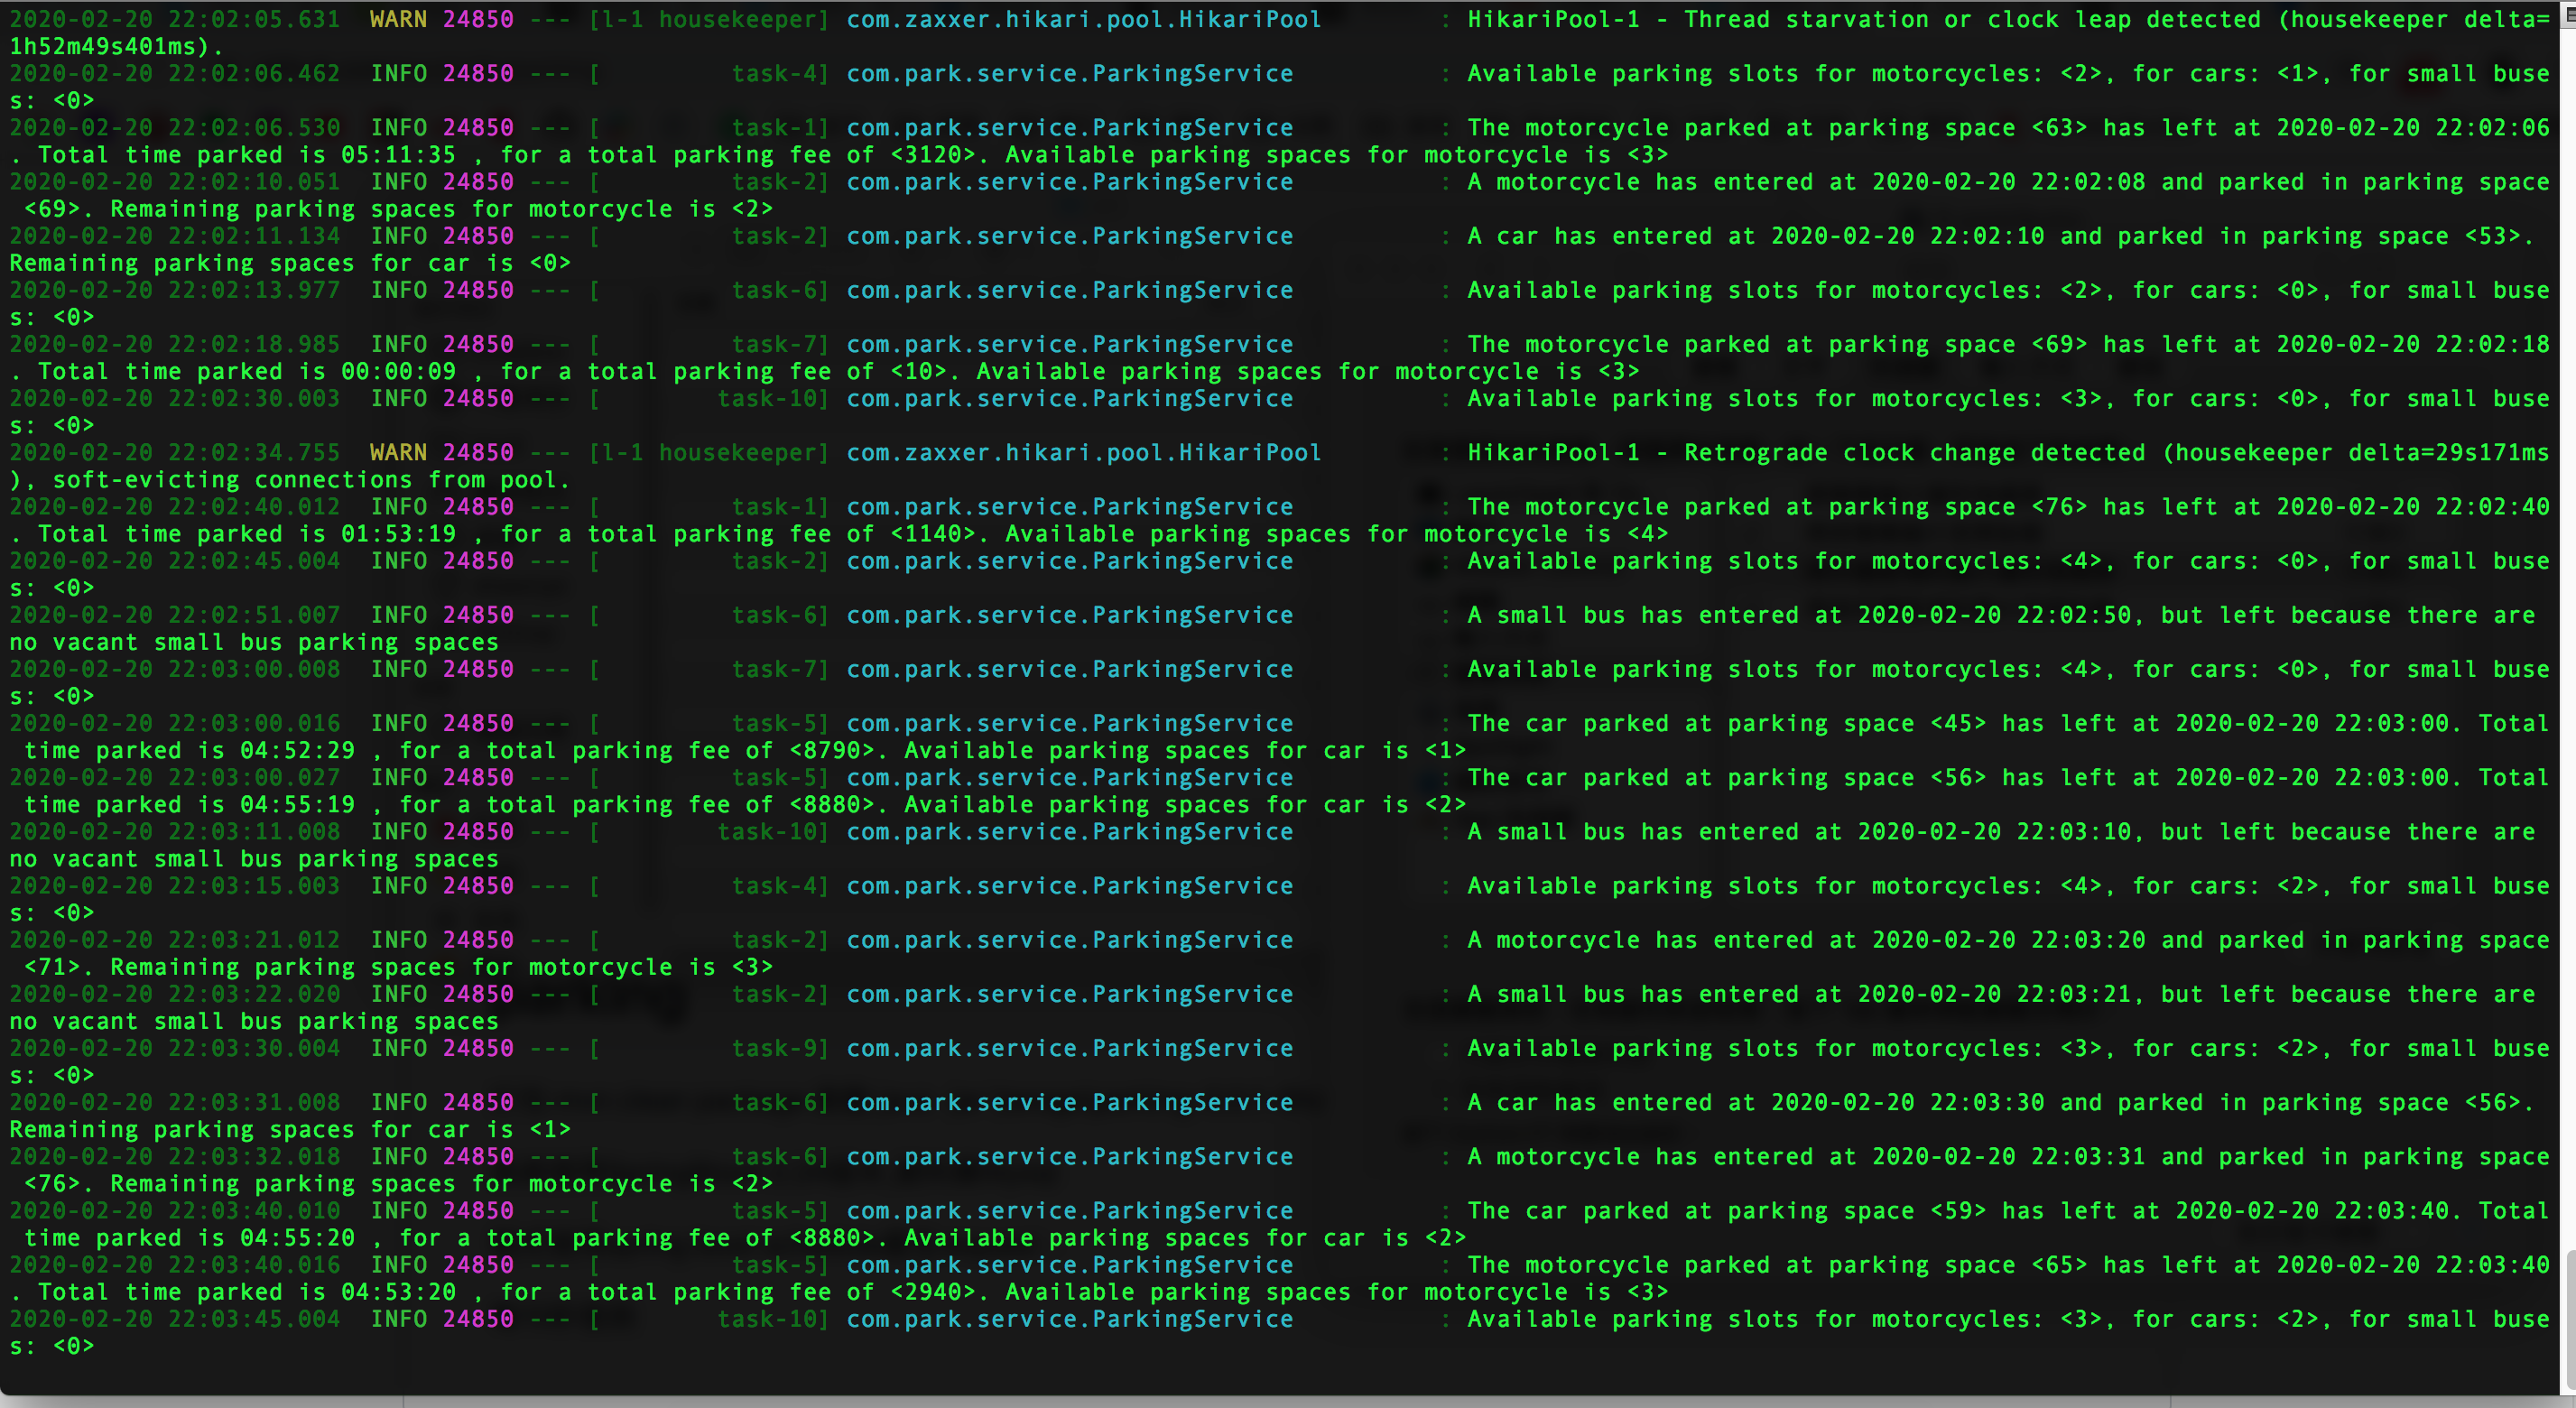 2020-02-20 22:02:05.631  WARN 24850 --- [l-1 housekeeper] com.zaxxer.hikari.pool.HikariPool        : HikariPool-1 - Thread starvation or clock leap detected (housekeeper delta=
1h52m49s401ms).
2020-02-20 22:02:06.462  INFO 24850 --- [         task-4] com.park.service.ParkingService          : Available parking slots for motorcycles: <2>, for cars: <1>, for small buse
s: <0>
2020-02-20 22:02:06.530  INFO 24850 --- [         task-1] com.park.service.ParkingService          : The motorcycle parked at parking space <63> has left at 2020-02-20 22:02:06
. Total time parked is 05:11:35 , for a total parking fee of <3120>. Available parking spaces for motorcycle is <3>
2020-02-20 22:02:10.051  INFO 24850 --- [         task-2] com.park.service.ParkingService          : A motorcycle has entered at 2020-02-20 22:02:08 and parked in parking space
 <69>. Remaining parking spaces for motorcycle is <2>
2020-02-20 22:02:11.134  INFO 24850 --- [         task-2] com.park.service.ParkingService          : A car has entered at 2020-02-20 22:02:10 and parked in parking space <53>.
Remaining parking spaces for car is <0>
2020-02-20 22:02:13.977  INFO 24850 --- [         task-6] com.park.service.ParkingService          : Available parking slots for motorcycles: <2>, for cars: <0>, for small buse
s: <0>
2020-02-20 22:02:18.985  INFO 24850 --- [         task-7] com.park.service.ParkingService          : The motorcycle parked at parking space <69> has left at 2020-02-20 22:02:18
. Total time parked is 00:00:09 , for a total parking fee of <10>. Available parking spaces for motorcycle is <3>
2020-02-20 22:02:30.003  INFO 24850 --- [        task-10] com.park.service.ParkingService          : Available parking slots for motorcycles: <3>, for cars: <0>, for small buse
s: <0>
2020-02-20 22:02:34.755  WARN 24850 --- [l-1 housekeeper] com.zaxxer.hikari.pool.HikariPool        : HikariPool-1 - Retrograde clock change detected (housekeeper delta=29s171ms
), soft-evicting connections from pool.
2020-02-20 22:02:40.012  INFO 24850 --- [         task-1] com.park.service.ParkingService          : The motorcycle parked at parking space <76> has left at 2020-02-20 22:02:40
. Total time parked is 01:53:19 , for a total parking fee of <1140>. Available parking spaces for motorcycle is <4>
2020-02-20 22:02:45.004  INFO 24850 --- [         task-2] com.park.service.ParkingService          : Available parking slots for motorcycles: <4>, for cars: <0>, for small buse
s: <0>
2020-02-20 22:02:51.007  INFO 24850 --- [         task-6] com.park.service.ParkingService          : A small bus has entered at 2020-02-20 22:02:50, but left because there are
no vacant small bus parking spaces
2020-02-20 22:03:00.008  INFO 24850 --- [         task-7] com.park.service.ParkingService          : Available parking slots for motorcycles: <4>, for cars: <0>, for small buse
s: <0>
2020-02-20 22:03:00.016  INFO 24850 --- [         task-5] com.park.service.ParkingService          : The car parked at parking space <45> has left at 2020-02-20 22:03:00. Total
 time parked is 04:52:29 , for a total parking fee of <8790>. Available parking spaces for car is <1>
2020-02-20 22:03:00.027  INFO 24850 --- [         task-5] com.park.service.ParkingService          : The car parked at parking space <56> has left at 2020-02-20 22:03:00. Total
 time parked is 04:55:19 , for a total parking fee of <8880>. Available parking spaces for car is <2>
2020-02-20 22:03:11.008  INFO 24850 --- [        task-10] com.park.service.ParkingService          : A small bus has entered at 2020-02-20 22:03:10, but left because there are
no vacant small bus parking spaces
2020-02-20 22:03:15.003  INFO 24850 --- [         task-4] com.park.service.ParkingService          : Available parking slots for motorcycles: <4>, for cars: <2>, for small buse
s: <0>
2020-02-20 22:03:21.012  INFO 24850 --- [         task-2] com.park.service.ParkingService          : A motorcycle has entered at 2020-02-20 22:03:20 and parked in parking space
 <71>. Remaining parking spaces for motorcycle is <3>
2020-02-20 22:03:22.020  INFO 24850 --- [         task-2] com.park.service.ParkingService          : A small bus has entered at 2020-02-20 22:03:21, but left because there are
no vacant small bus parking spaces
2020-02-20 22:03:30.004  INFO 24850 --- [         task-9] com.park.service.ParkingService          : Available parking slots for motorcycles: <3>, for cars: <2>, for small buse
s: <0>
2020-02-20 22:03:31.008  INFO 24850 --- [         task-6] com.park.service.ParkingService          : A car has entered at 2020-02-20 22:03:30 and parked in parking space <56>.
Remaining parking spaces for car is <1>
2020-02-20 22:03:32.018  INFO 24850 --- [         task-6] com.park.service.ParkingService          : A motorcycle has entered at 2020-02-20 22:03:31 and parked in parking space
 <76>. Remaining parking spaces for motorcycle is <2>
2020-02-20 22:03:40.010  INFO 24850 --- [         task-5] com.park.service.ParkingService          : The car parked at parking space <59> has left at 2020-02-20 22:03:40. Total
 time parked is 04:55:20 , for a total parking fee of <8880>. Available parking spaces for car is <2>
2020-02-20 22:03:40.016  INFO 24850 --- [         task-5] com.park.service.ParkingService          : The motorcycle parked at parking space <65> has left at 2020-02-20 22:03:40
. Total time parked is 04:53:20 , for a total parking fee of <2940>. Available parking spaces for motorcycle is <3>
2020-02-20 22:03:45.004  INFO 24850 --- [        task-10] com.park.service.ParkingService          : Available parking slots for motorcycles: <3>, for cars: <2>, for small buse
s: <0>